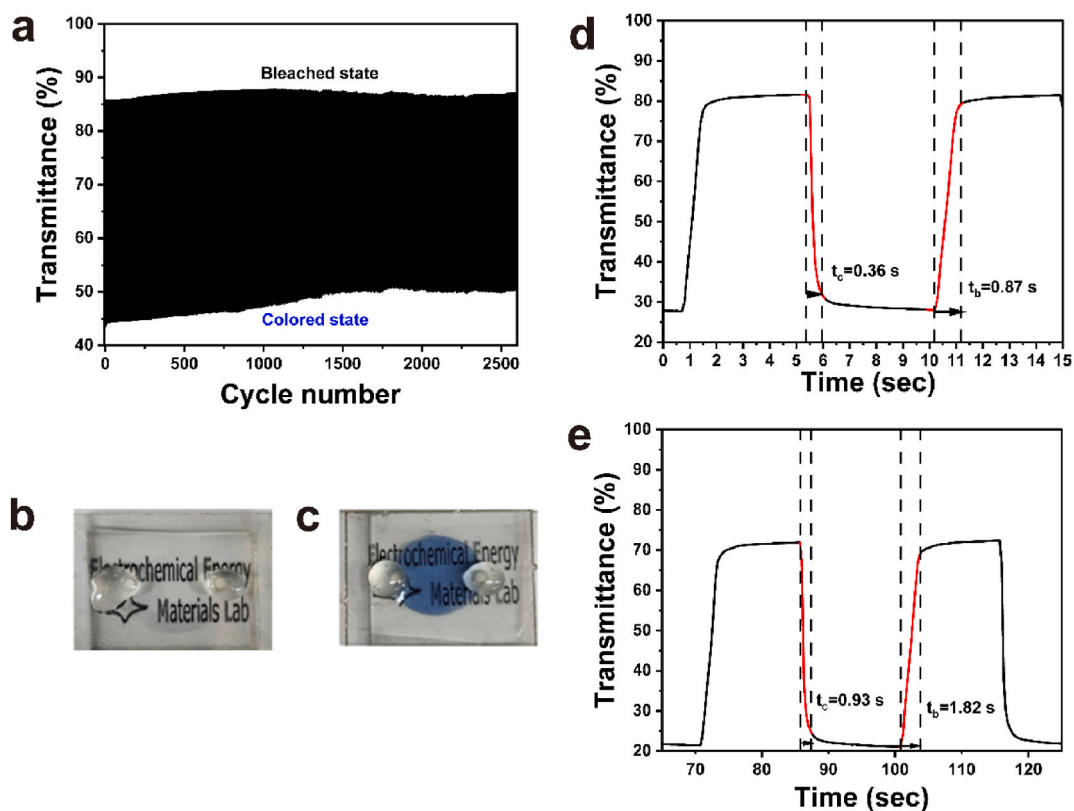 a
Transmittance (%)
100
90
80
70
60
50
40
Bleached state
Colored state
0
500
1000
1500
2000
2500
Cycle number
b
Electrochemical Energy
Materials Lab
c
Electrochemical Energy
Materials Lab
d
Transmittance (%)
100
90
80
70
60
50
40
30
20
tc=0.36 s
tb=0.87 s
0 1 2 3 4 5 6 7 8 9 10 11 12 13 14 15
Time (sec)
e
Transmittance (%)
100
90
80
70
60
50
40
30
20
tc=0.93 s
tb=1.82 s
70 80 90 100 110 120
Time (sec)